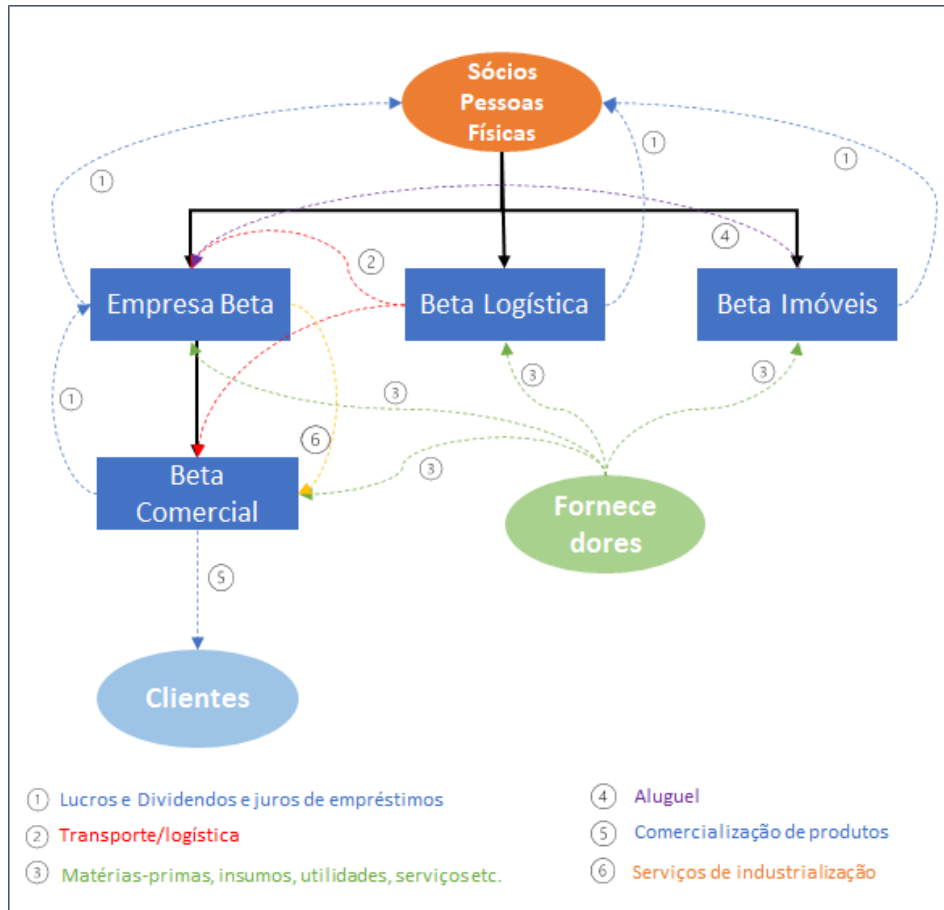 Sócios
Pessoas
Físicas
1
1
1
4
2
Empresa Beta
Beta Logística
Beta Imóveis
3
3
3
1
6
3
Beta
Comercial
Fornece
dores
5
Clientes
1 Lucros e Dividendos e juros de empréstimos
2 Transporte/logística
3 Matérias-primas, insumos, utilidades, serviços etc.
4 Aluguel
5 Comercialização de produtos
6 Serviços de industrialização